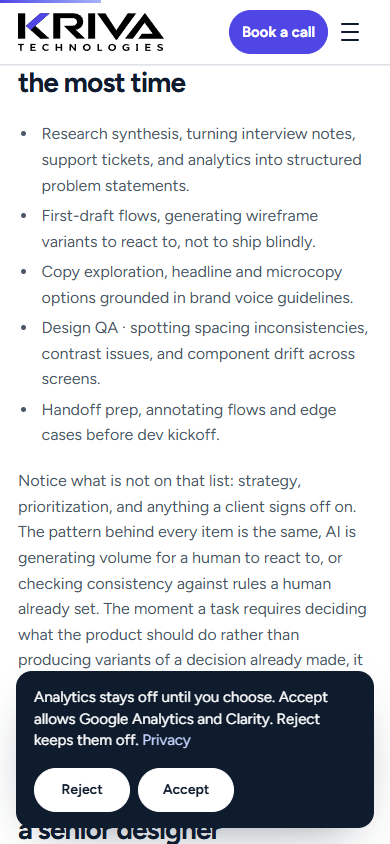 KRIVA
TECHNOLOGIES
Book a call
the most time
• Research synthesis, turning interview notes,
support tickets, and analytics into structured
problem statements.
• First-draft flows, generating wireframe
variants to react to, not to ship blindly.
• Copy exploration, headline and microcopy
options grounded in brand voice guidelines.
• Design QA · spotting spacing inconsistencies,
contrast issues, and component drift across
screens.
• Handoff prep, annotating flows and edge
cases before dev kickoff.
Notice what is not on that list: strategy,
prioritization, and anything a client signs off on.
The pattern behind every item is the same, AI is
generating volume for a human to react to, or
checking consistency against rules a human
already set. The moment a task requires deciding
what the product should do rather than
producing variants of a decision already made, it
Analytics stays off until you choose. Accept
allows Google Analytics and Clarity. Reject
keeps them off. Privacy
Reject
Accept
a senior designer